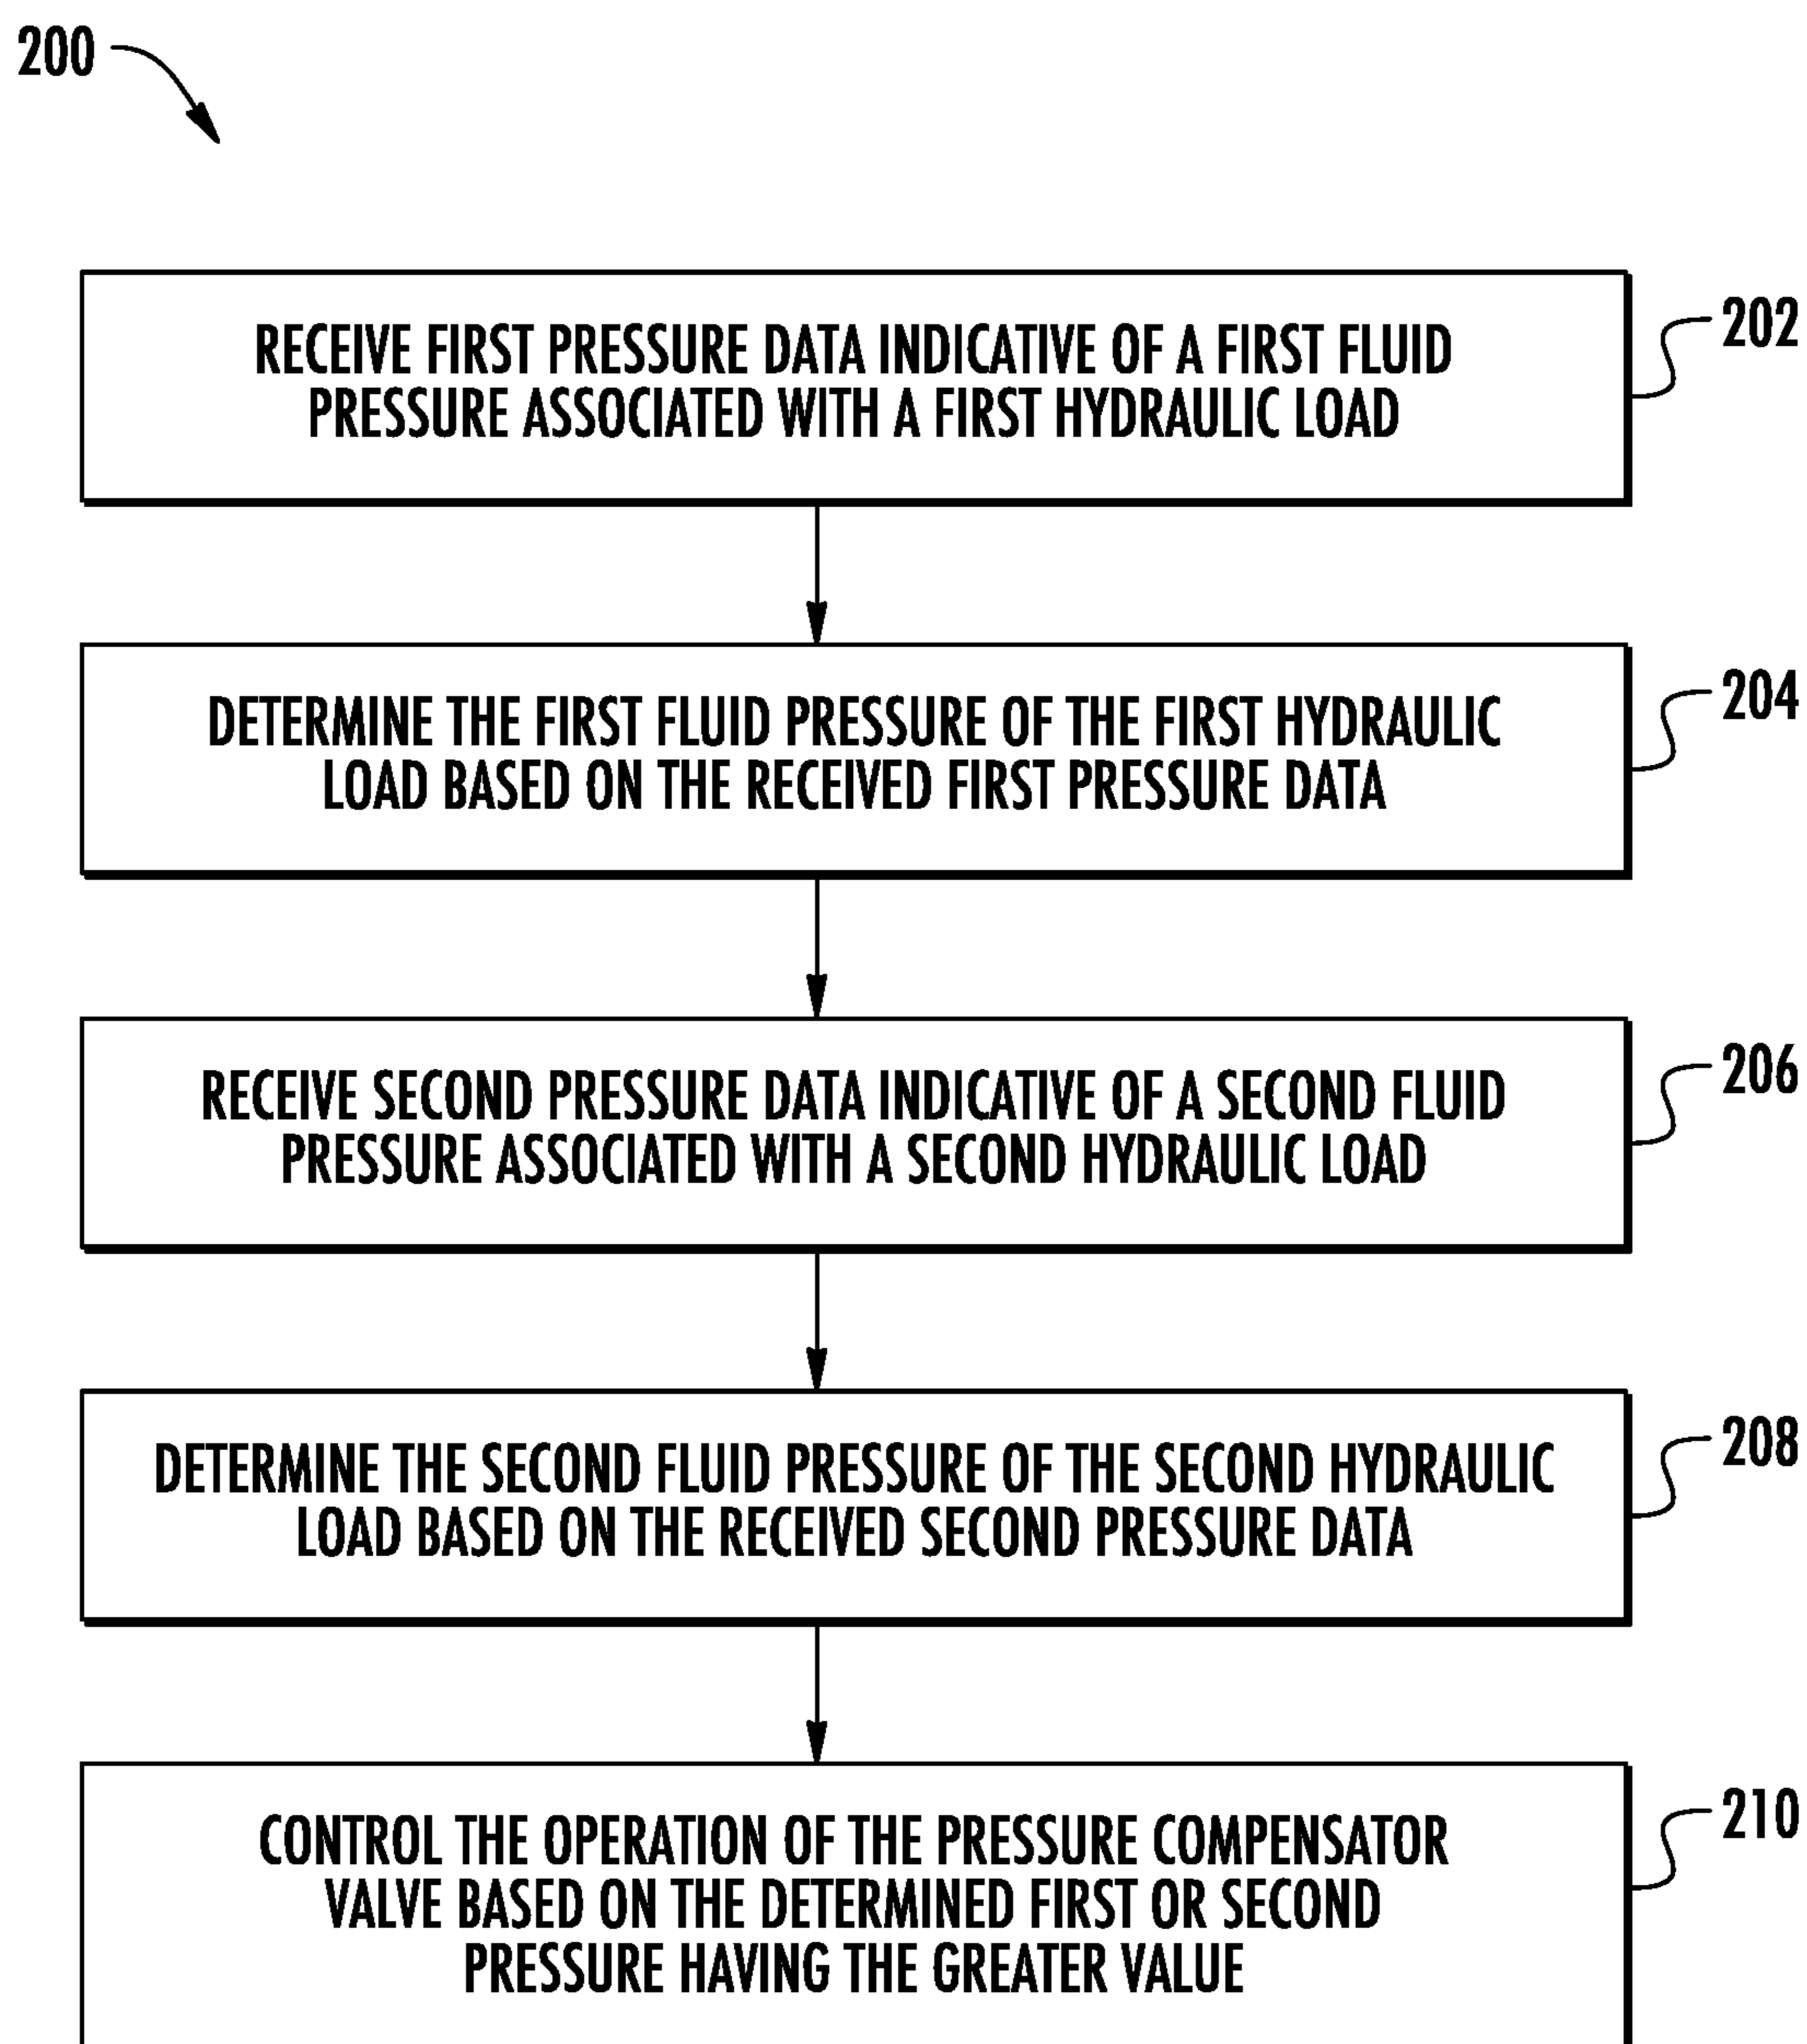 200
RECEIVE FIRST PRESSURE DATA INDICATIVE OF A FIRST FLUID
PRESSURE ASSOCIATED WITH A FIRST HYDRAULIC LOAD
202
DETERMINE THE FIRST FLUID PRESSURE OF THE FIRST HYDRAULIC
LOAD BASED ON THE RECEIVED FIRST PRESSURE DATA
204
RECEIVE SECOND PRESSURE DATA INDICATIVE OF A SECOND FLUID
PRESSURE ASSOCIATED WITH A SECOND HYDRAULIC LOAD
206
DETERMINE THE SECOND FLUID PRESSURE OF THE SECOND HYDRAULIC
LOAD BASED ON THE RECEIVED SECOND PRESSURE DATA
208
CONTROL THE OPERATION OF THE PRESSURE COMPENSATOR
VALVE BASED ON THE DETERMINED FIRST OR SECOND
PRESSURE HAVING THE GREATER VALUE
210